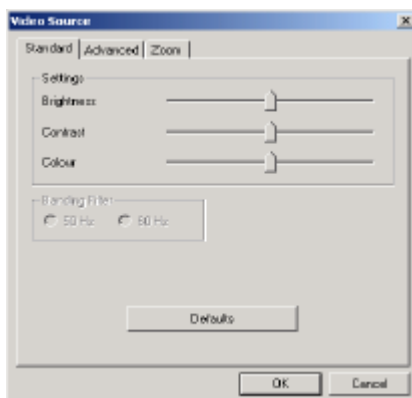 Video Source
Standard Advanced Zoom
Settings
Brightness
Contrast
Colour
Banding Filter
50 Hz 60 Hz
Defaults
OK Cancel